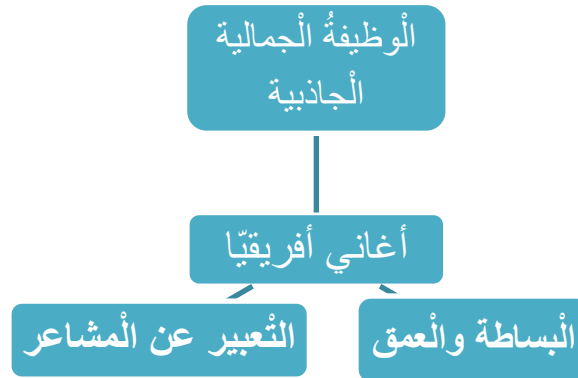 الْوظيفةُ الْجمالية
الْجاذبية
أغاني أفريقيّا
الْبساطة والْعمق
التْعبير عن الْمشاعر